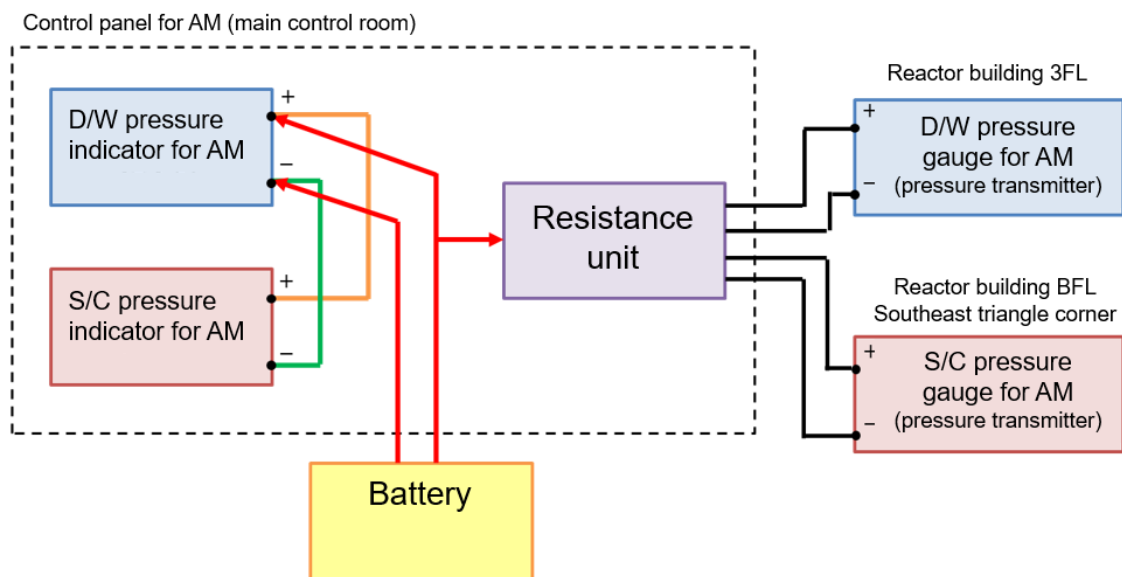 Control panel for AM (main control room)
D/W pressure
indicator for AM
+
−
S/C pressure
indicator for AM
+
−
Resistance
unit
Battery
Reactor building 3FL
+
−
D/W pressure
gauge for AM
(pressure transmitter)
Reactor building BFL
Southeast triangle corner
+
−
S/C pressure
gauge for AM
(pressure transmitter)